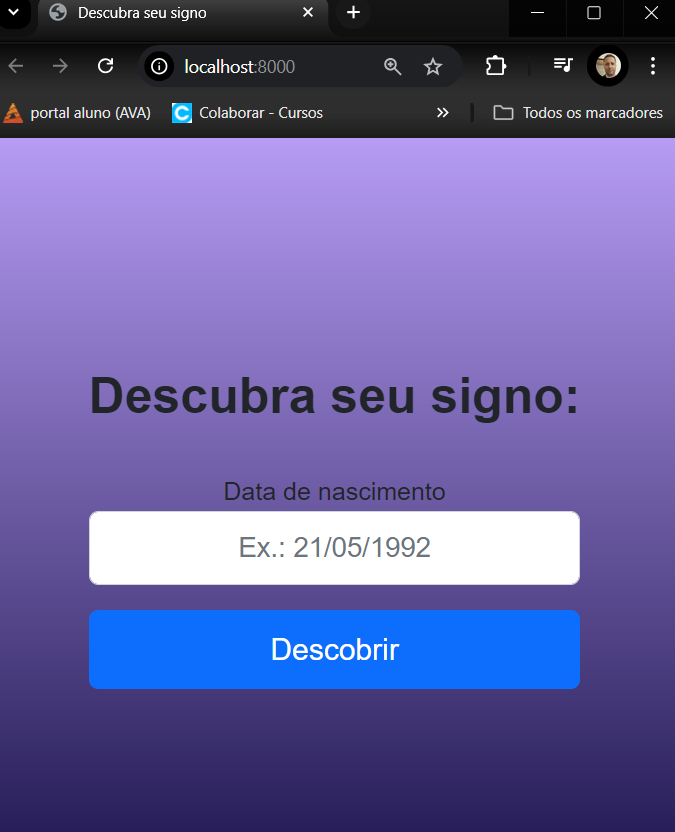 Descubra seu signo
localhost:8000
portal aluno (AVA) Colaborar - Cursos Todos os marcadores
Descubra seu signo:
Data de nascimento
Ex.: 21/05/1992
Descobrir